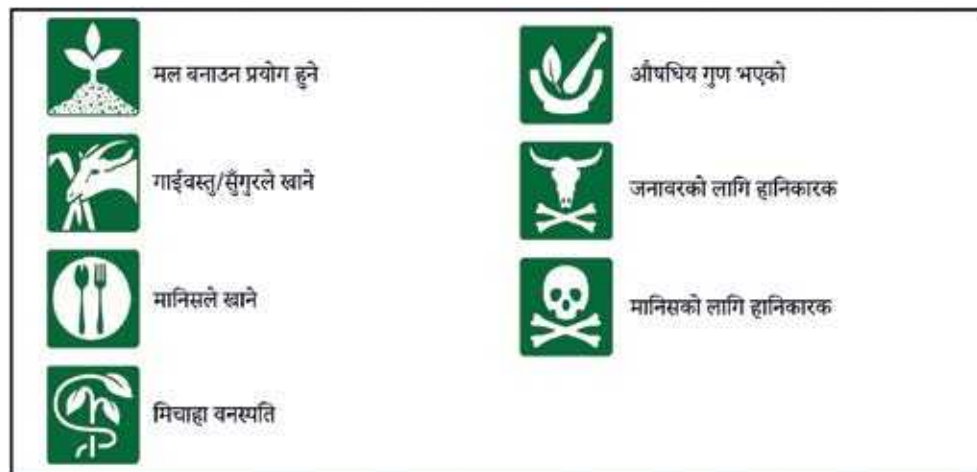 मल बनाउन प्रयोग हुने
गाईवस्तु/सुँगुरले खाने
मानिसले खाने
मिचाहा वनस्पति
औषधिय गुण भएको
जनावरको लागि हानिकारक
मानिसको लागि हानिकारक